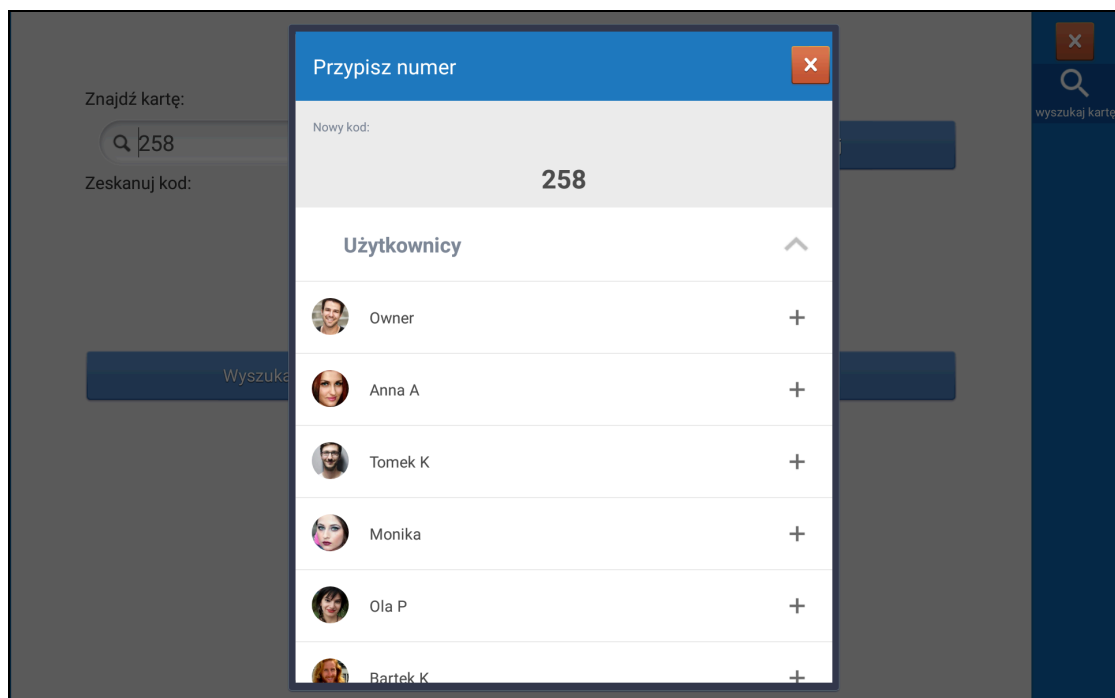 Przypisz numer
Znajdź kartę:
258
Zeskanuj kod:
Nowy kod:
258
wyszukaj kartę
Użytkownicy
Owner
Anna A
Tomek K
Monika
Ola P
Bartek K